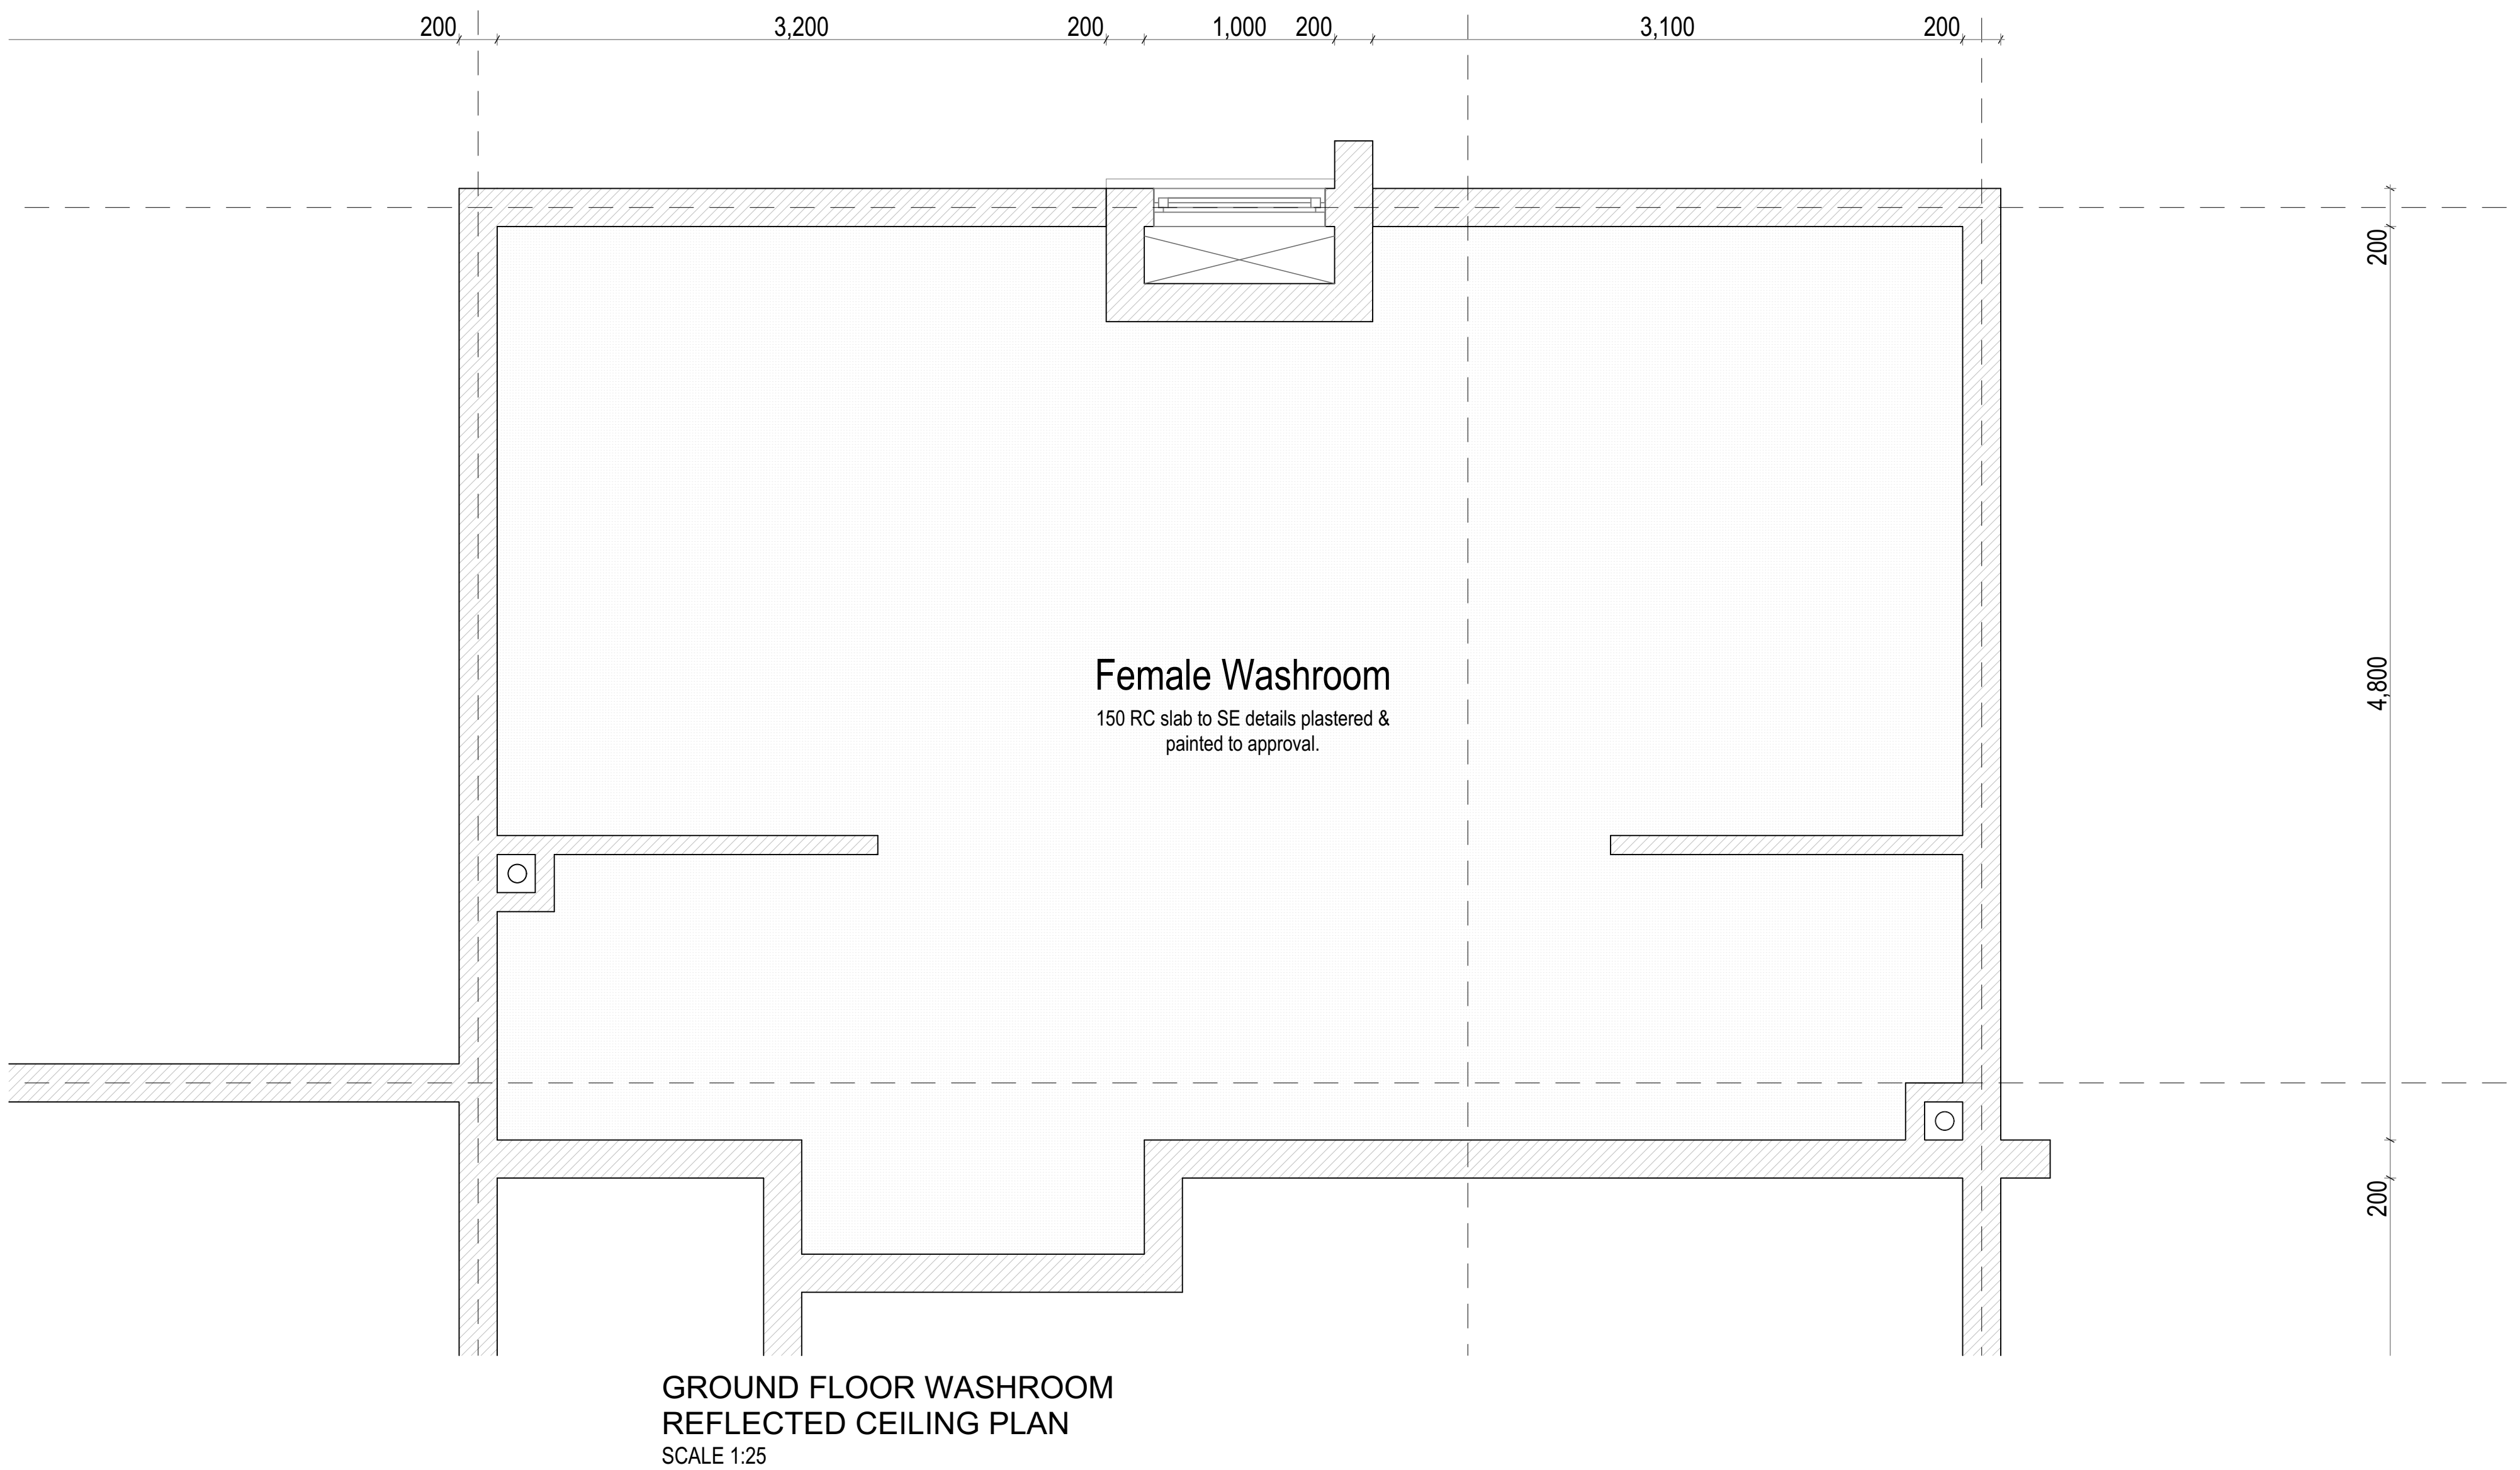 200 3,200 200 1,000 200 3,100 200
200
Female Washroom
150 RC slab to SE details plastered &
painted to approval.
4,800
200
GROUND FLOOR WASHROOM
REFLECTED CEILING PLAN
SCALE 1:25